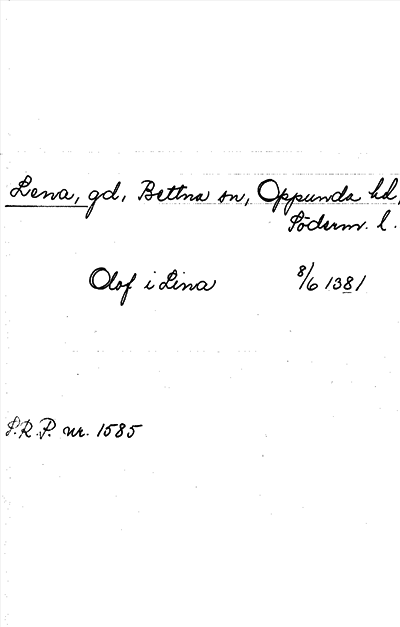 Lena, gd, Bettna sn, Oppunda hd,
Söderm. l.
Olof i Lina 8/6 1381
S.R.P. nr. 1585